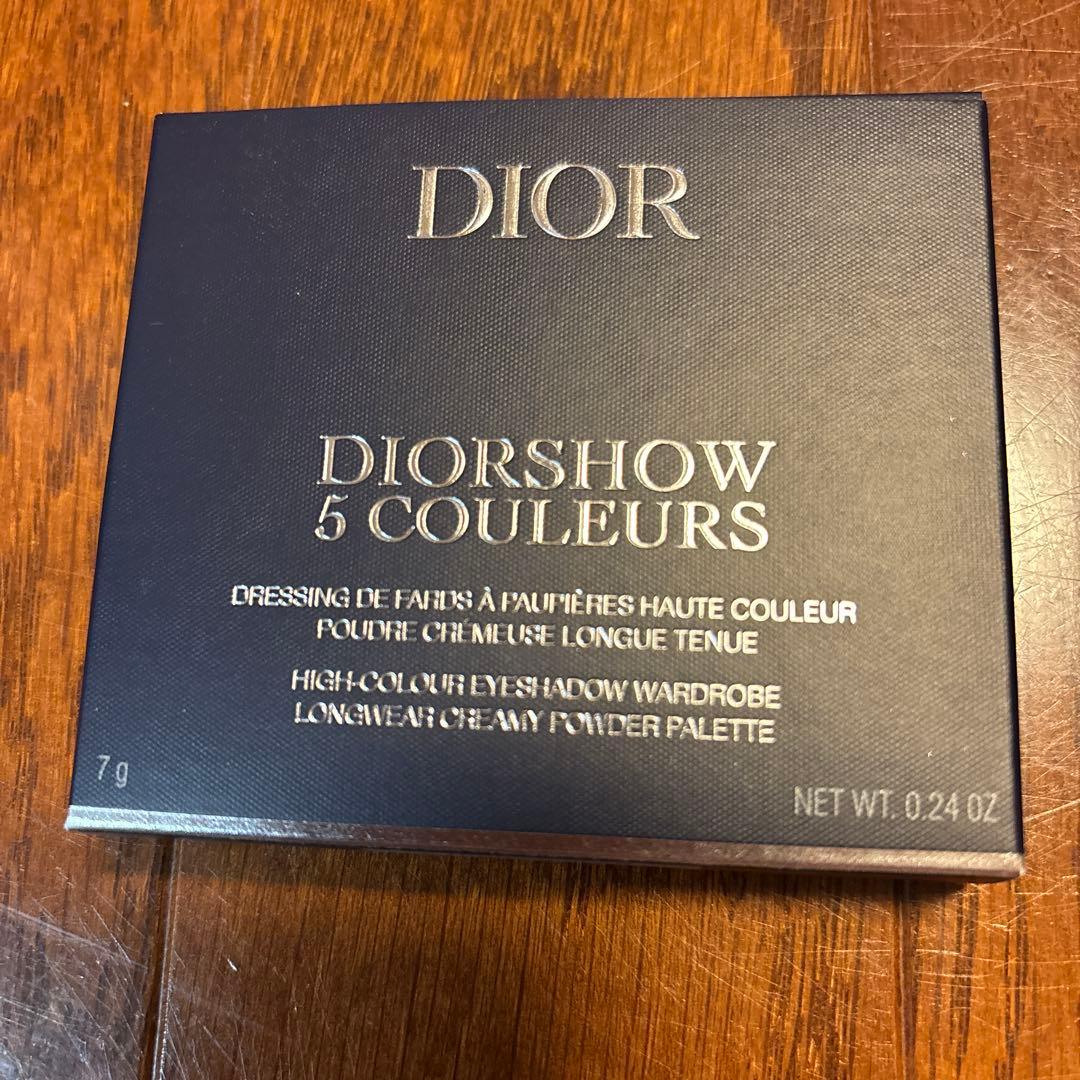 DIOR
DIORSHOW
5 COULEURS
DRESSING DE FARDS À PAUPIÈRES HAUTE COULEUR
POUDRE CRÉMEUSE LONGUE TENUE
HIGH-COLOUR EYESHADOW WARDROBE
LONGWEAR CREAMY POWDER PALETTE
7 g
NET WT. 0.24 OZ